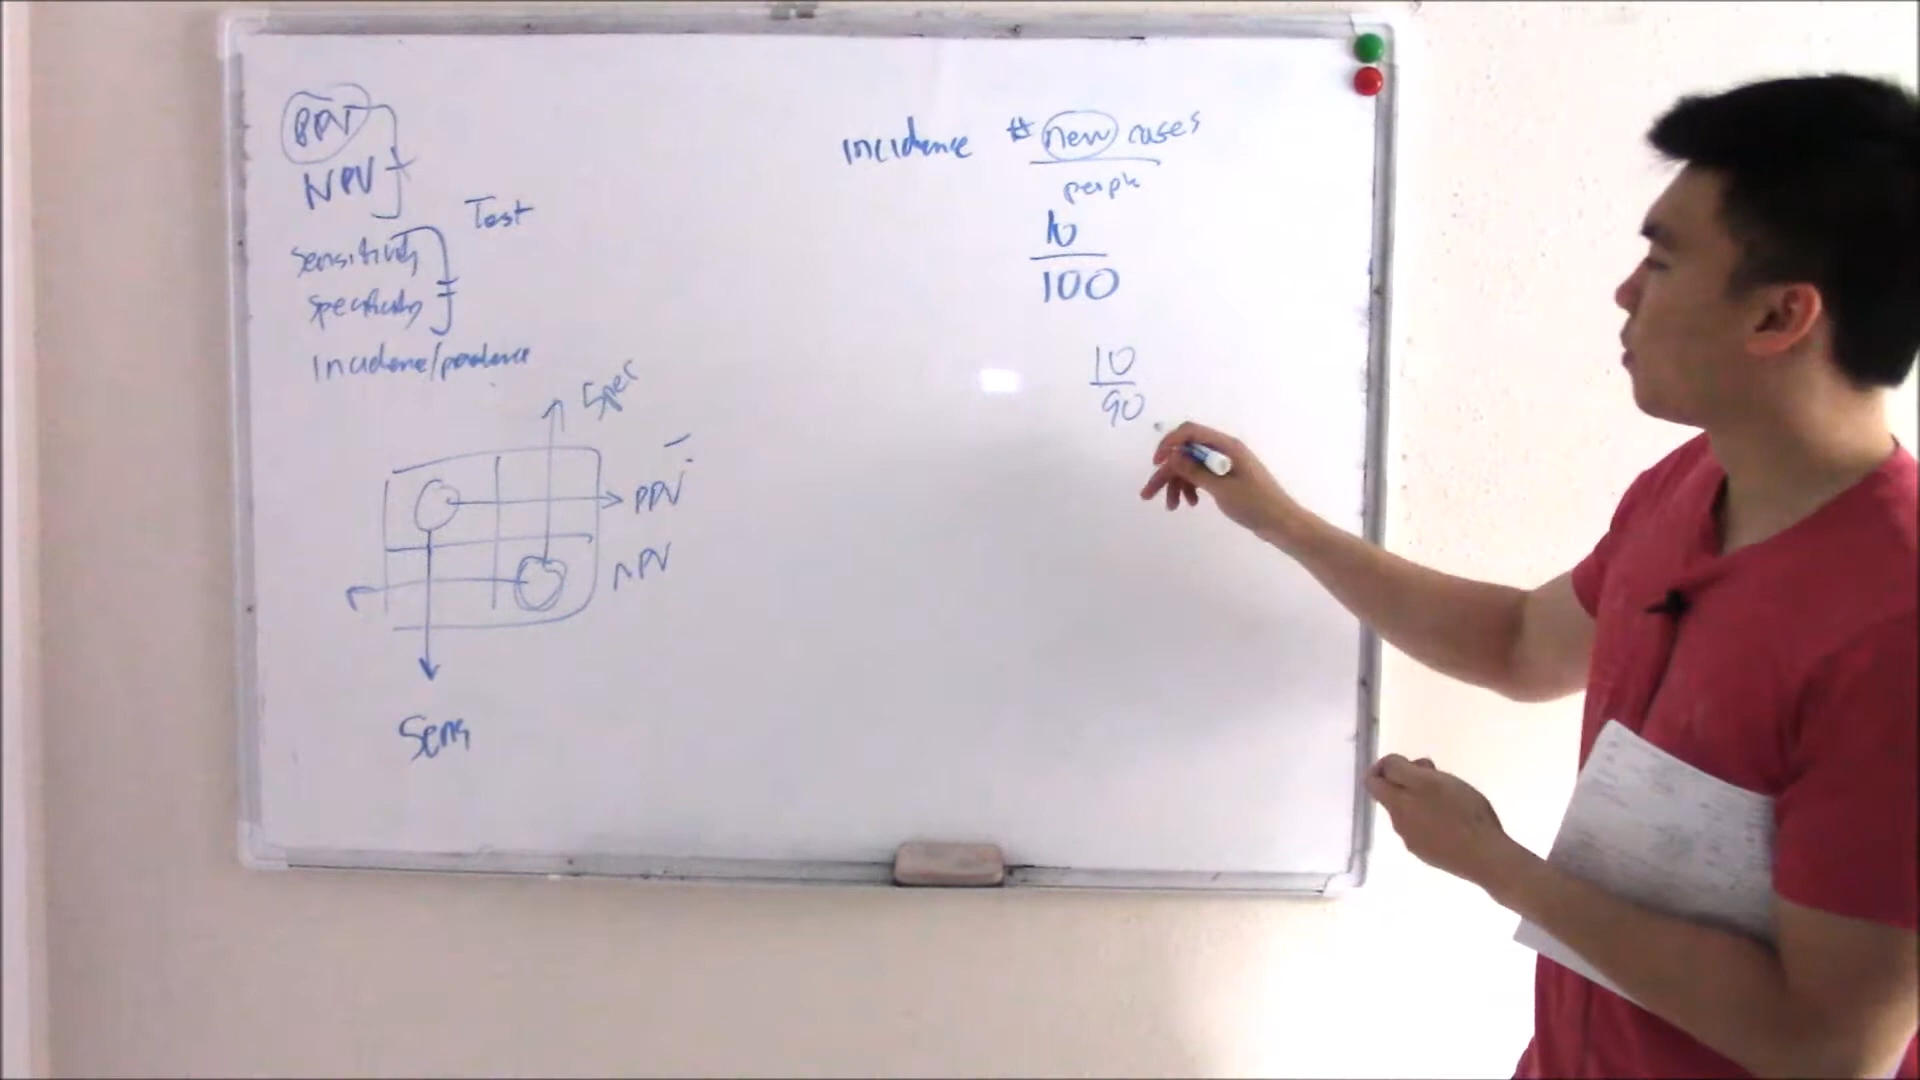 PPV
NPV
Test
Sensitivity
Specificity
Incidence/prevalence
Spec
PPV
NPV
Sens
Incidence # new cases
people
10
100
10
90